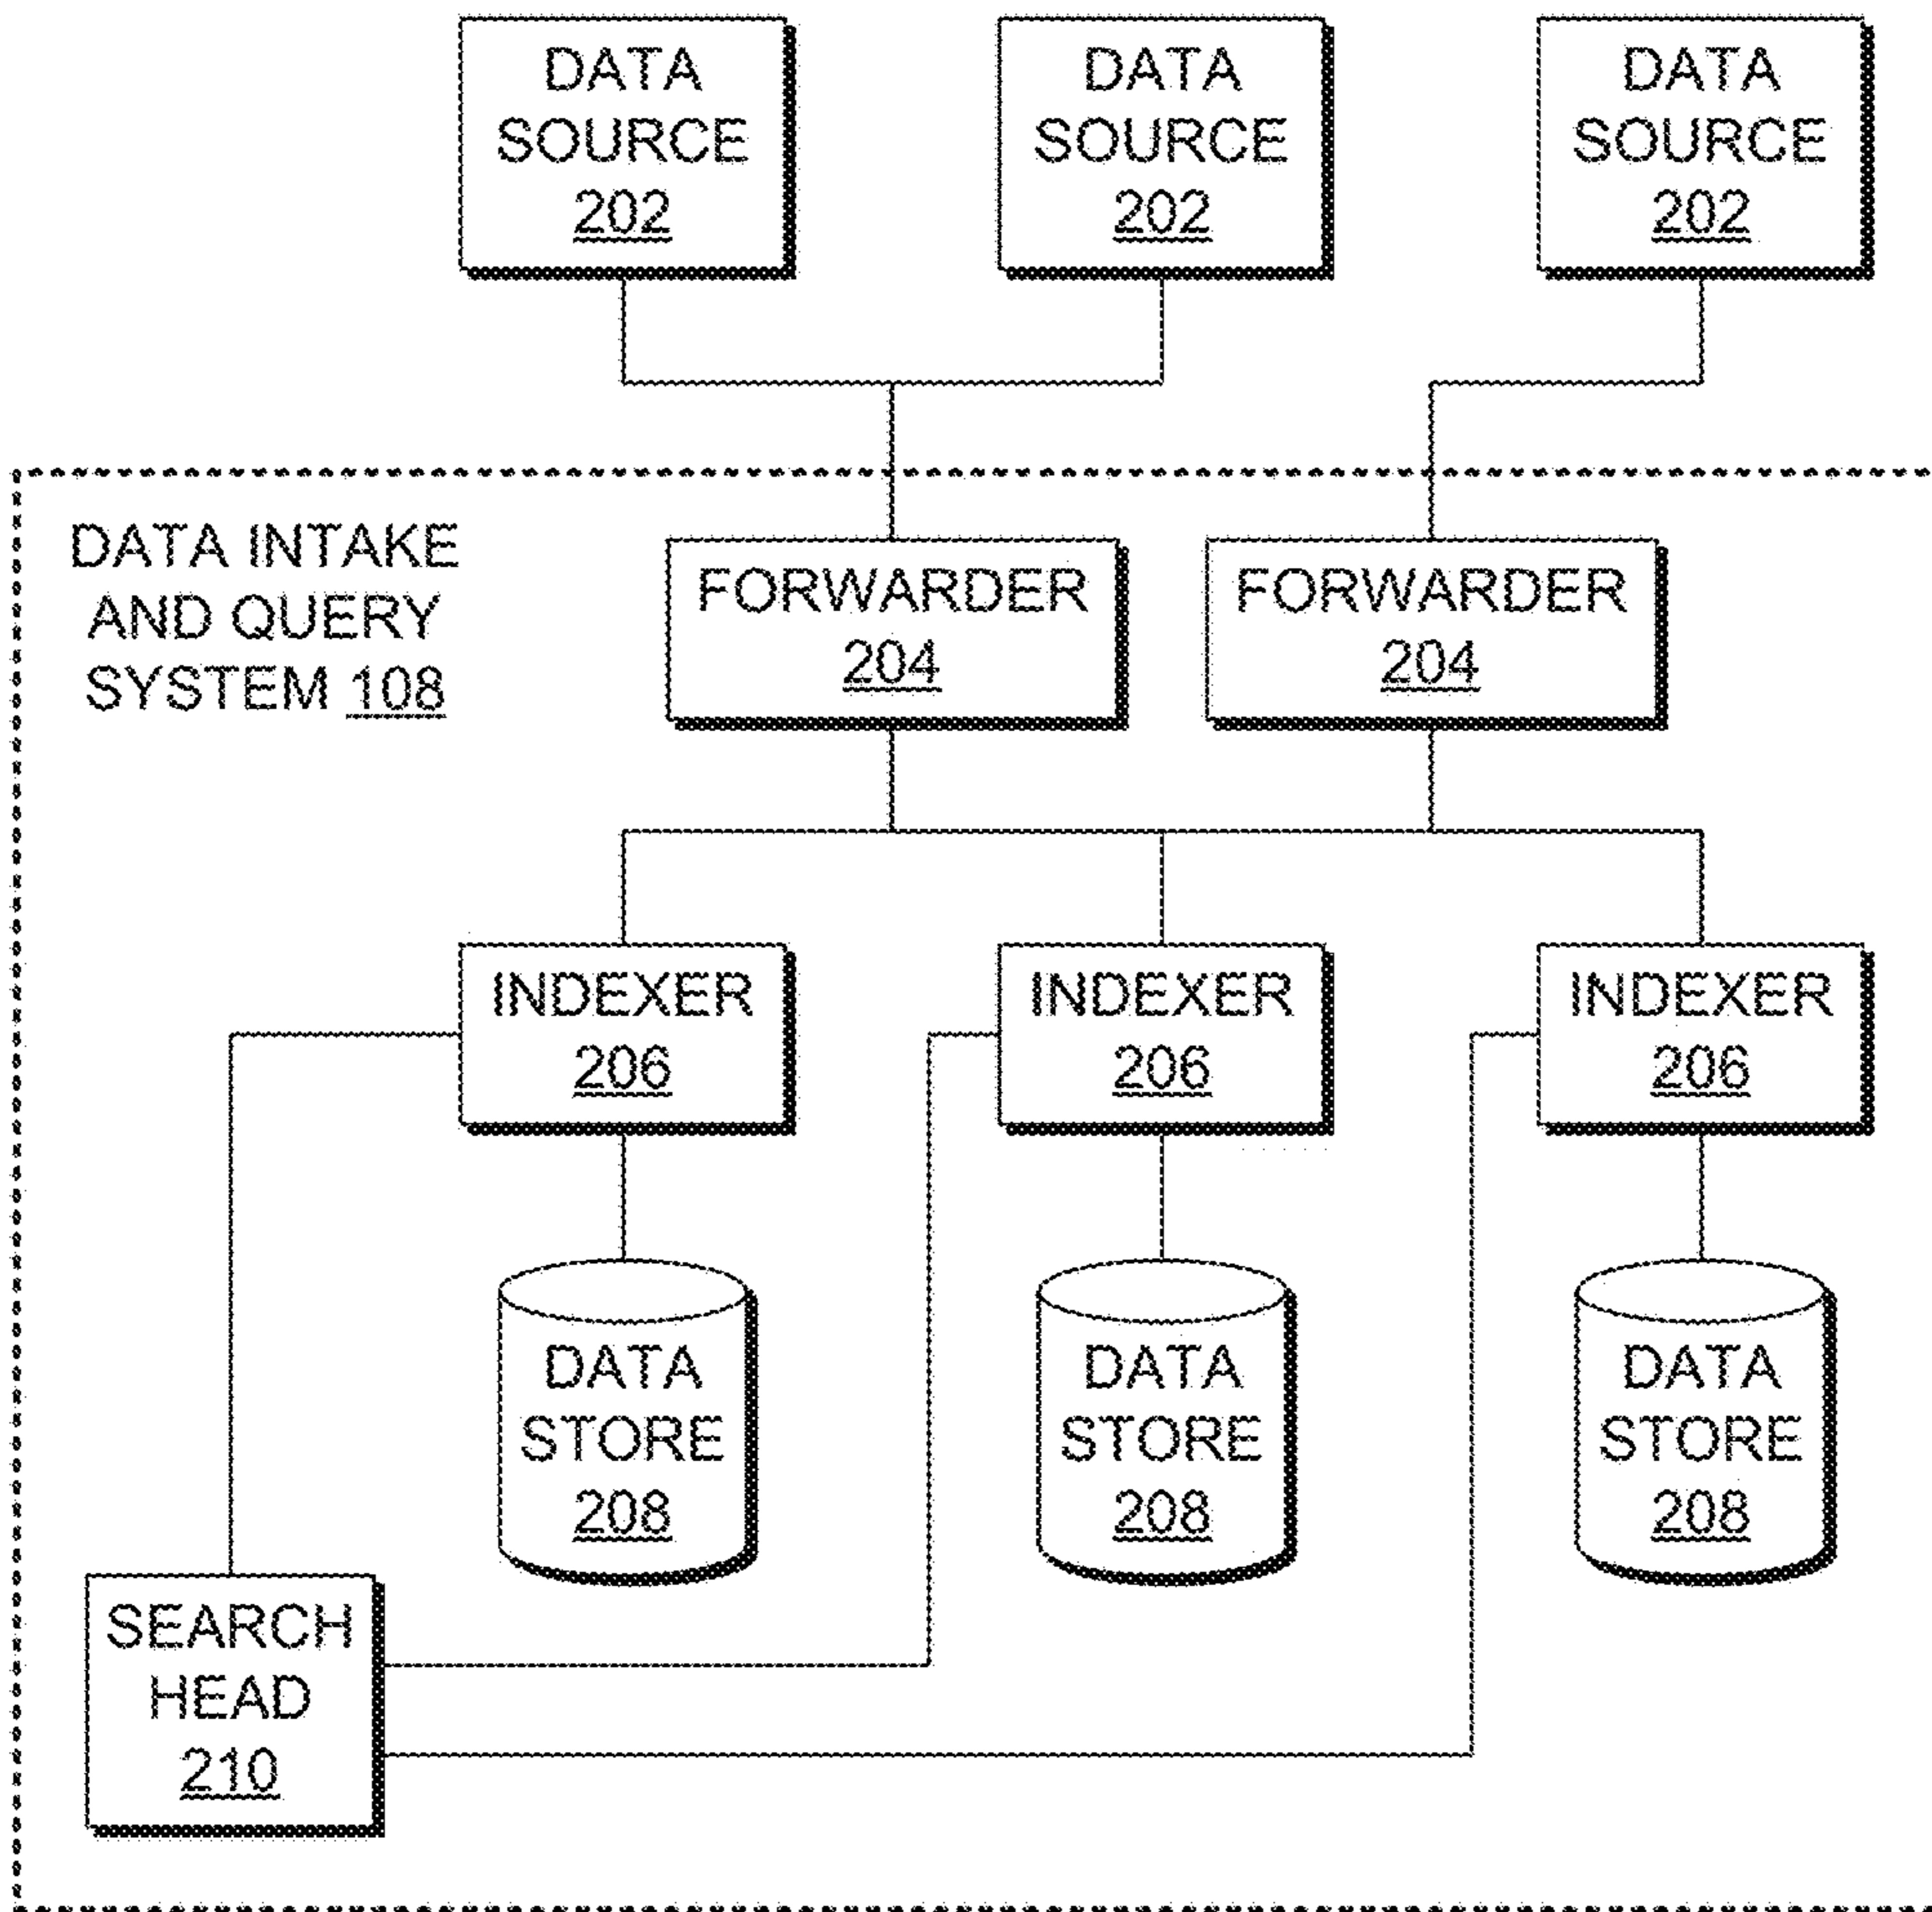 DATA
SOURCE
202
DATA
SOURCE
202
DATA
SOURCE
202
DATA INTAKE
AND QUERY
SYSTEM 108
FORWARDER
204
FORWARDER
204
INDEXER
206
INDEXER
206
INDEXER
206
DATA
STORE
208
DATA
STORE
208
DATA
STORE
208
SEARCH
HEAD
210